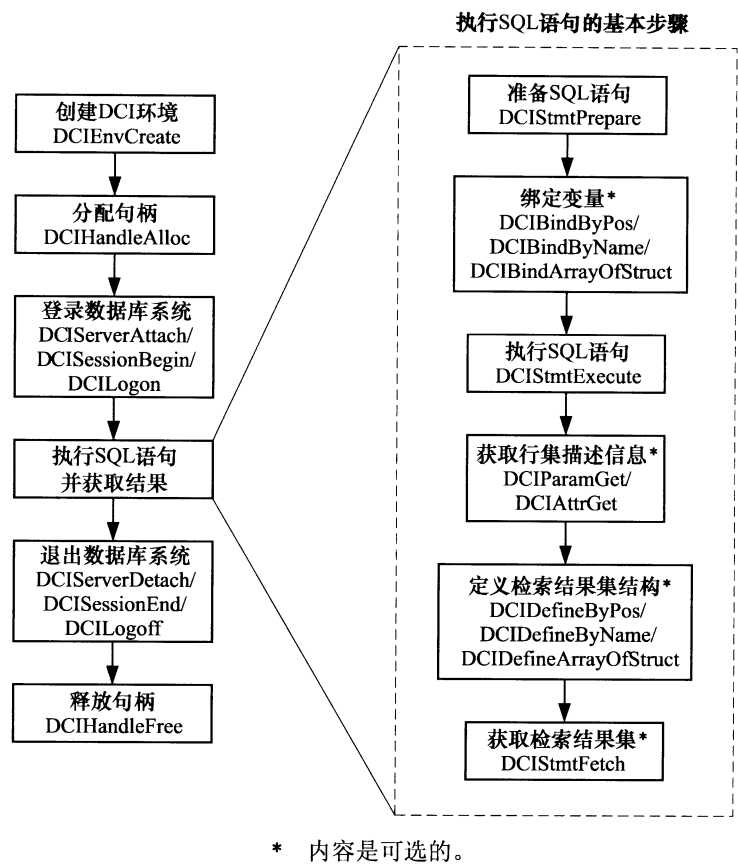 执行SQL语句的基本步骤
创建DCI环境
DCIEnvCreate
分配句柄
DCIHandleAlloc
登录数据库系统
DCIServerAttach/
DCISessionBegin/
DCILogon
执行SQL语句
并获取结果
退出数据库系统
DCIServerDetach/
DCISessionEnd/
DCILogoff
释放句柄
DCIHandleFree
准备SQL语句
DCIStmtPrepare
绑定变量*
DCIBindByPos/
DCIBindByName/
DCIBindArrayOfStruct
执行SQL语句
DCIStmtExecute
获取行集描述信息*
DCIParamGet/
DCIAttrGet
定义检索结果集结构*
DCIDefineByPos/
DCIDefineByName/
DCIDefineArrayOfStruct
获取检索结果集*
DCIStmtFetch
* 内容是可选的。